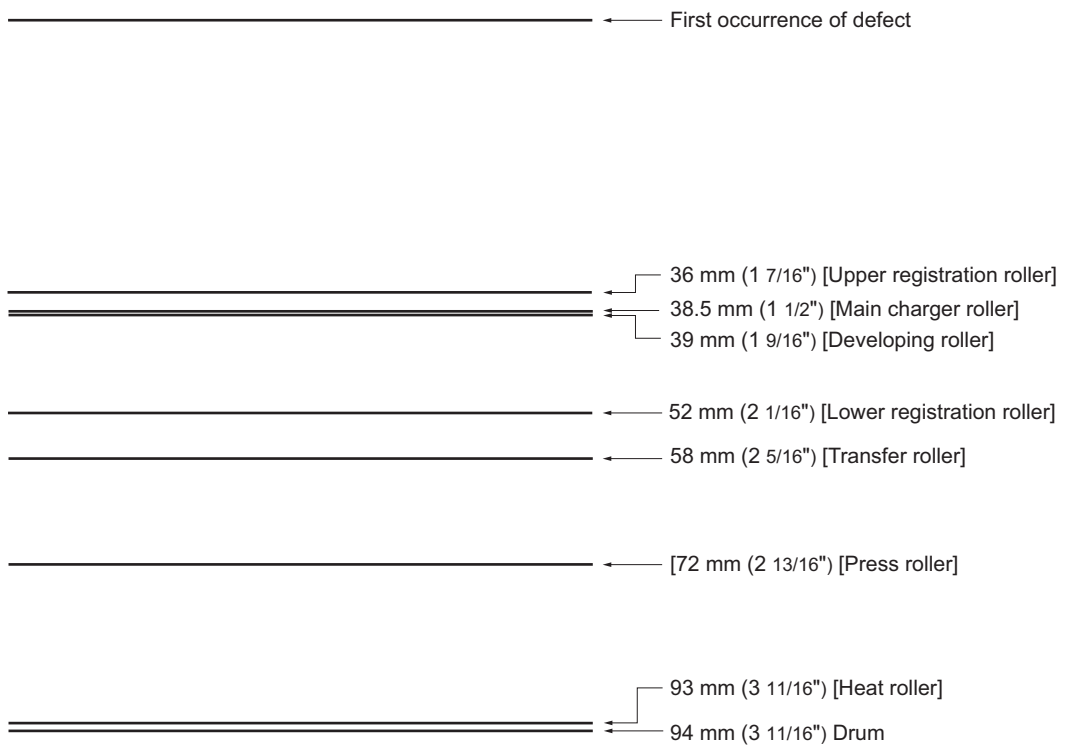 First occurrence of defect
36 mm (1 7/16") [Upper registration roller]
38.5 mm (1 1/2") [Main charger roller]
39 mm (1 9/16") [Developing roller]
52 mm (2 1/16") [Lower registration roller]
58 mm (2 5/16") [Transfer roller]
[72 mm (2 13/16") [Press roller]
93 mm (3 11/16") [Heat roller]
94 mm (3 11/16") Drum